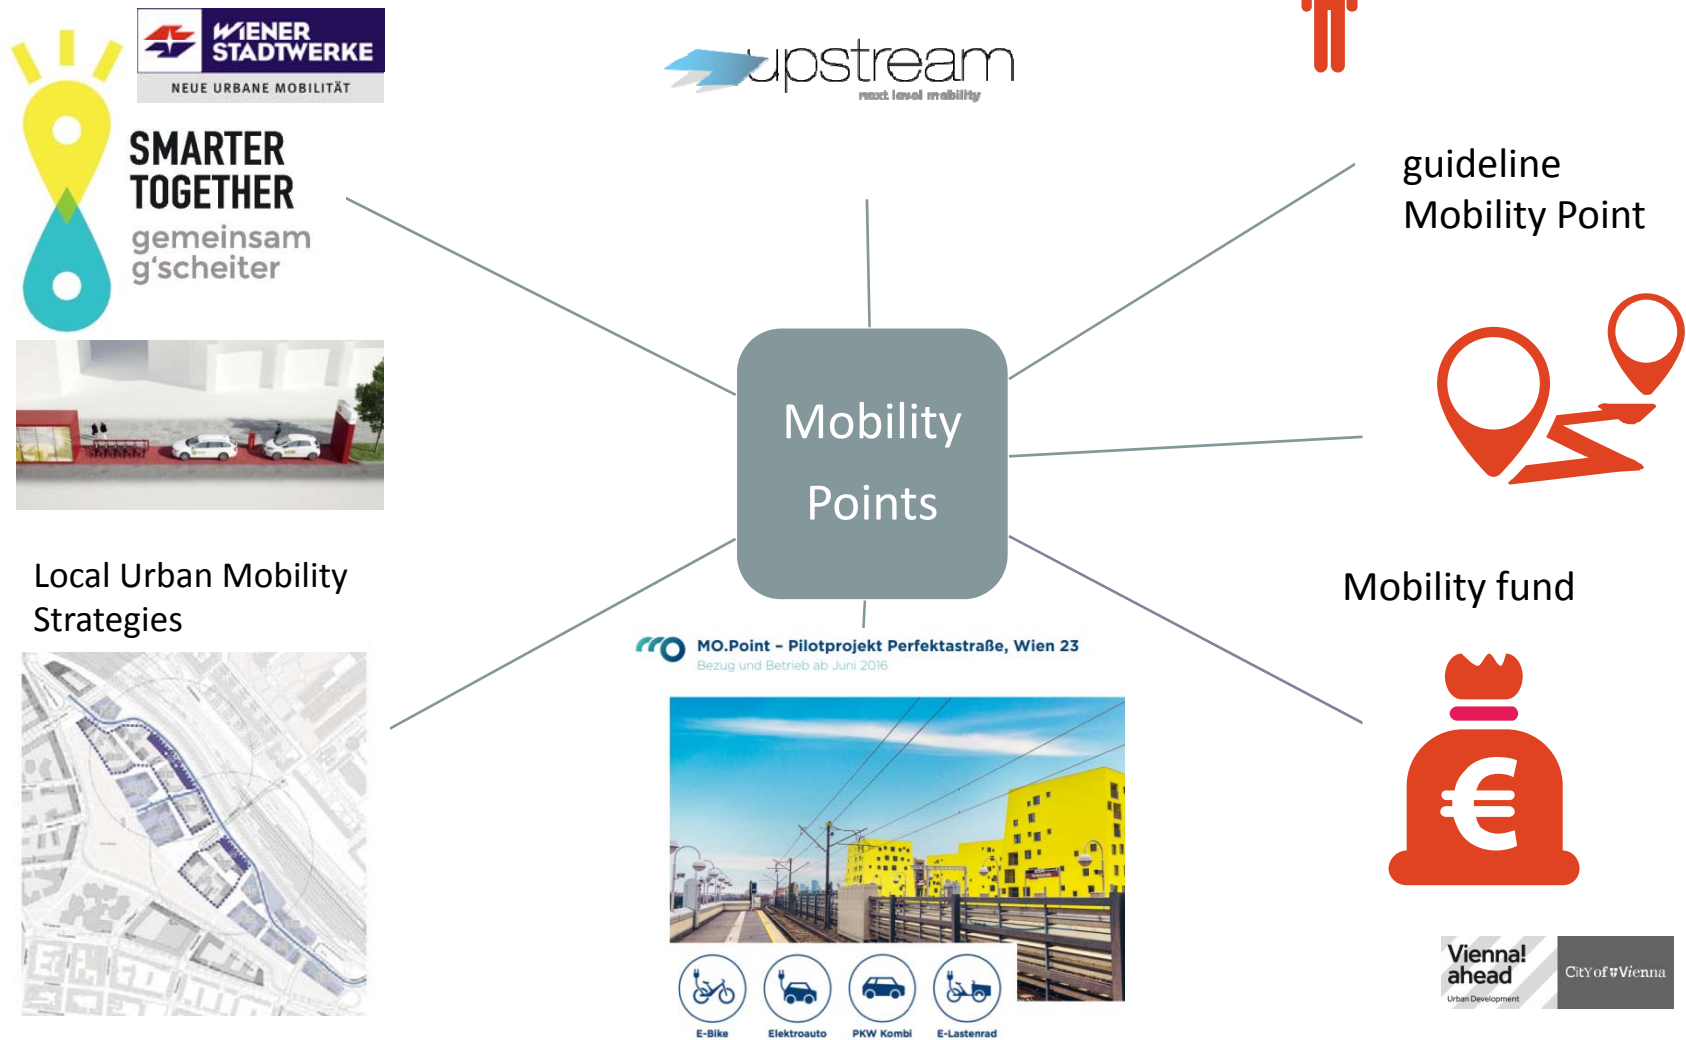 WIENER
STADTWERKE
NEUE URBANE MOBILITÄT
SMARTER
TOGETHER
gemeinsam
g'scheiter
upstream
next level mobility
guideline
Mobility Point
Mobility
Points
Local Urban Mobility
Strategies
Mobility fund
€
MO.Point – Pilotprojekt Perfektastraße, Wien 23
Bezug und Betrieb ab Juni 2016
E-Bike
Elektroauto
PKW Kombi
E-Lastenrad
Vienna!
ahead
Urban Development
City of Vienna